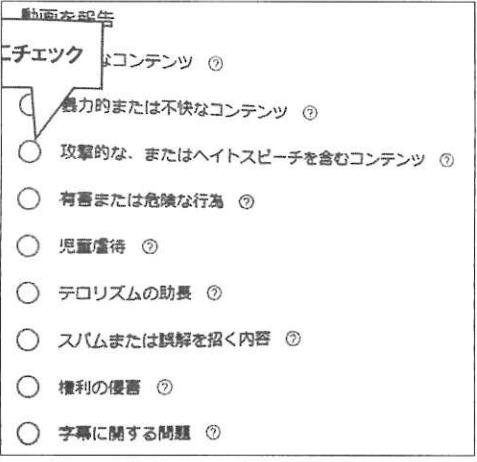 動画を報告
にチェック
なコンテンツ
暴力的または不快なコンテンツ
攻撃的な、またはヘイトスピーチを含むコンテンツ
有害または危険な行為
児童虐待
テロリズムの助長
スパムまたは誤解を招く内容
権利の侵害
字幕に関する問題